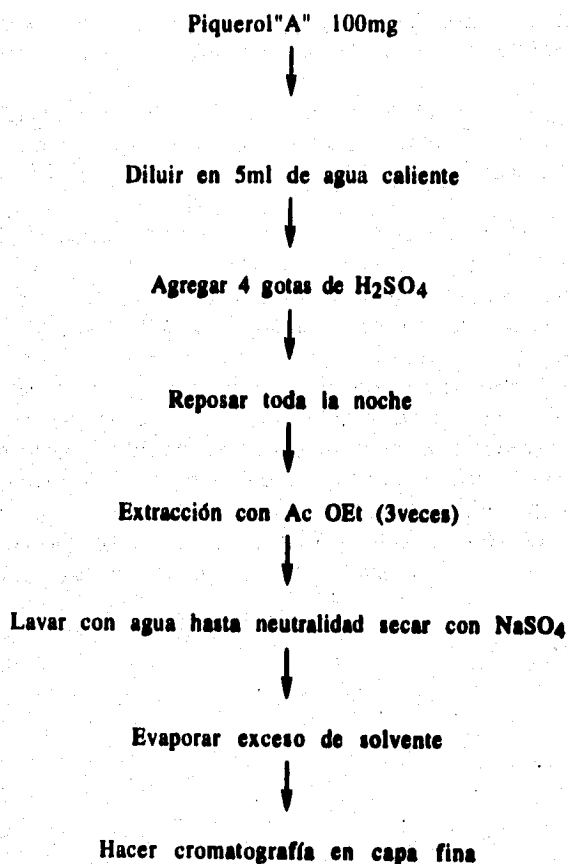 Piquerol"A" 100mg
Diluir en 5ml de agua caliente
Agregar 4 gotas de H₂SO₄
Reposar toda la noche
Extracción con Ac OEt (3veces)
Lavar con agua hasta neutralidad secar con NaSO₄
Evaporar exceso de solvente
Hacer cromatografía en capa fina